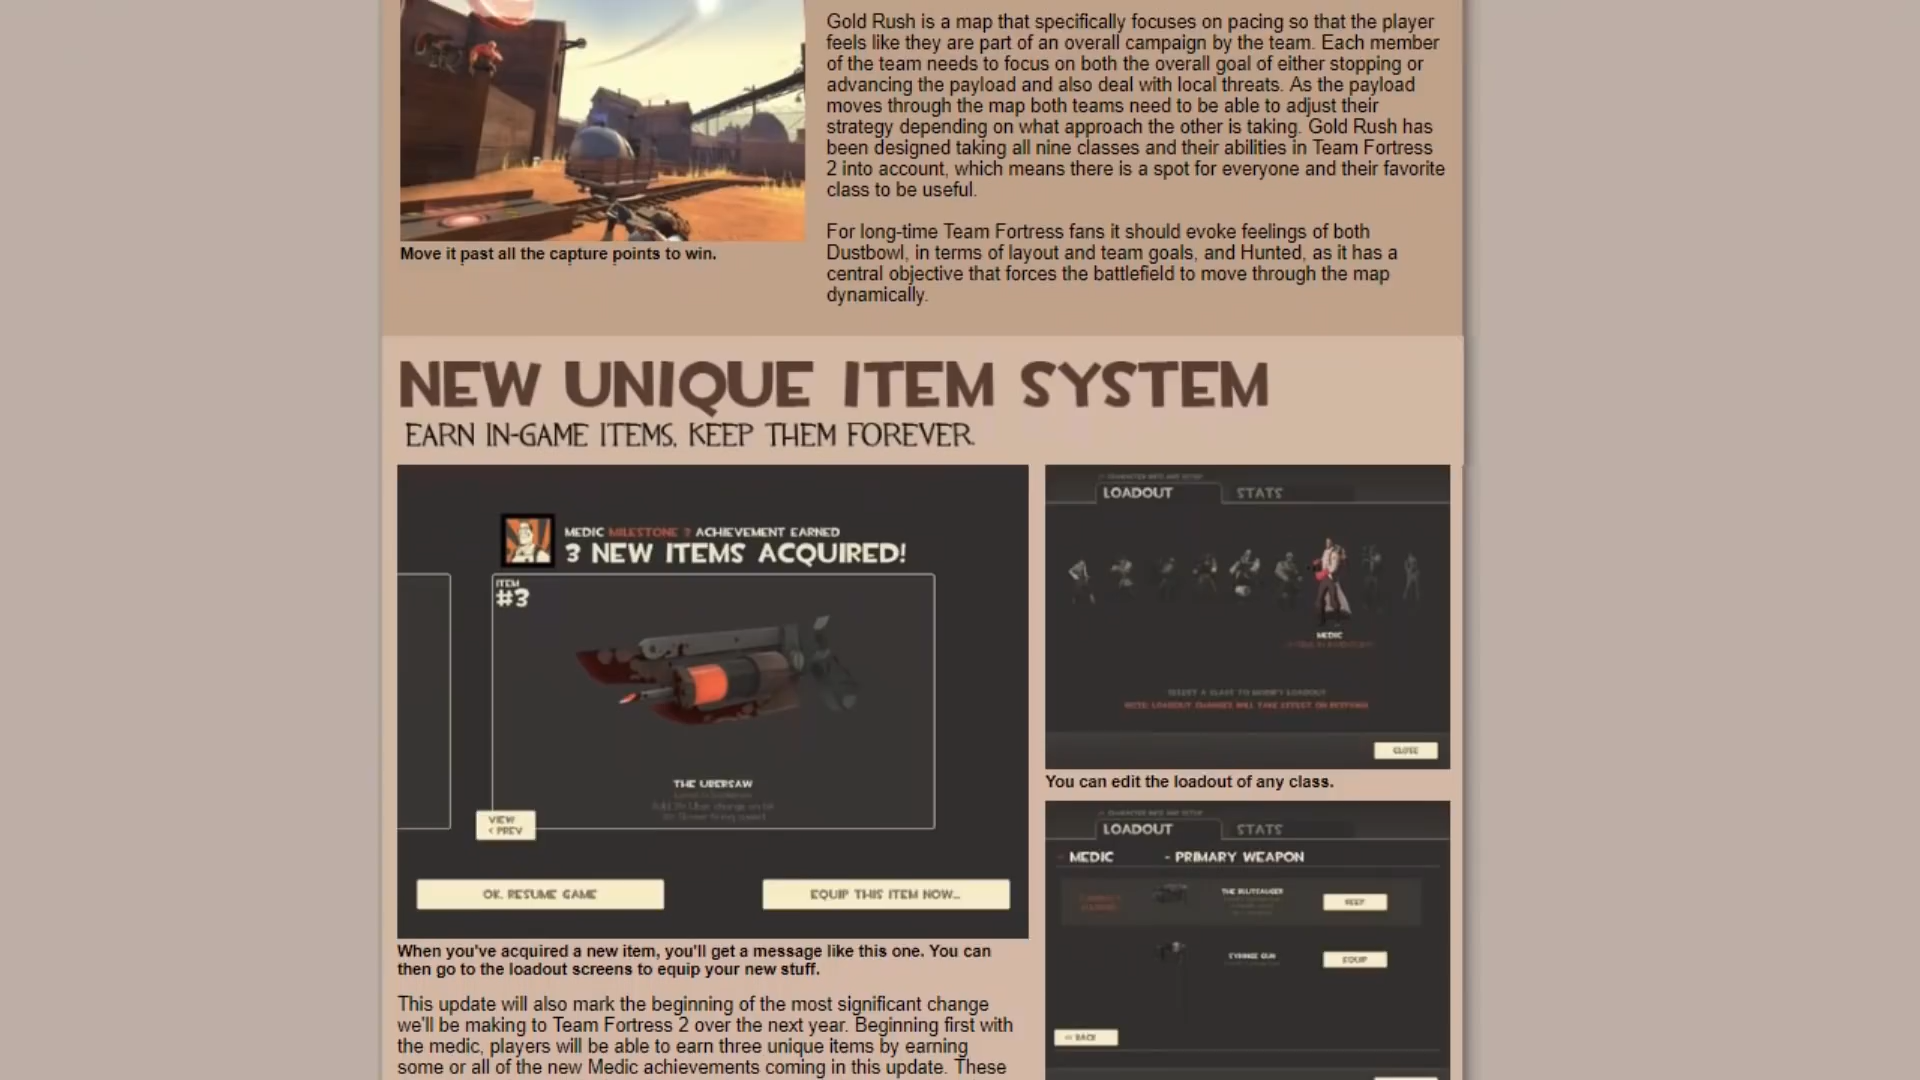 Gold Rush is a map that specifically focuses on pacing so that the player
feels like they are part of an overall campaign by the team. Each member
of the team needs to focus on both the overall goal of either stopping or
advancing the payload and also deal with local threats. As the payload
moves through the map both teams need to be able to adjust their
strategy depending on what approach the other is taking. Gold Rush has
been designed taking all nine classes and their abilities in Team Fortress
2 into account, which means there is a spot for everyone and their favorite
class to be useful.
For long-time Team Fortress fans it should evoke feelings of both
Dustbowl, in terms of layout and team goals, and Hunted, as it has a
central objective that forces the battlefield to move through the map
dynamically.
Move it past all the capture points to win.
NEW UNIQUE ITEM SYSTEM
EARN IN-GAME ITEMS, KEEP THEM FOREVER.
MEDIC MILESTONE 3 ACHIEVEMENT EARNED
3 NEW ITEMS ACQUIRED!
ITEM
#3
THE UBERSAW
VIEW
< PREV
OK, RESUME GAME
EQUIP THIS ITEM NOW...
When you've acquired a new item, you'll get a message like this one. You can
then go to the loadout screens to equip your new stuff.
This update will also mark the beginning of the most significant change
we'll be making to Team Fortress 2 over the next year. Beginning first with
the medic, players will be able to earn three unique items by earning
some or all of the new Medic achievements coming in this update. These
LOADOUT STATS
MEDIC
SELECT A CLASS TO MODIFY LOADOUT
NOTE: LOADOUT CHANGES WILL TAKE EFFECT ON RESPAWN.
CLOSE
You can edit the loadout of any class.
LOADOUT STATS
MEDIC - PRIMARY WEAPON
THE BLUTSAUGER
KEEP
SYRINGE GUN
EQUIP
<< BACK